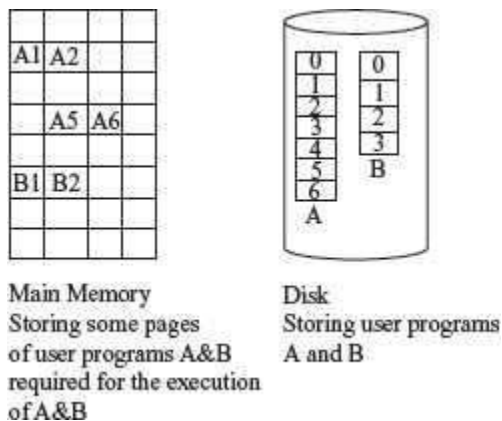 A1 A2
A5 A6
B1 B2
Main Memory
Storing some pages
of user programs A&B
required for the execution
of A&B
0
1
2
3
4
5
6
A
0
1
2
3
B
Disk
Storing user programs
A and B